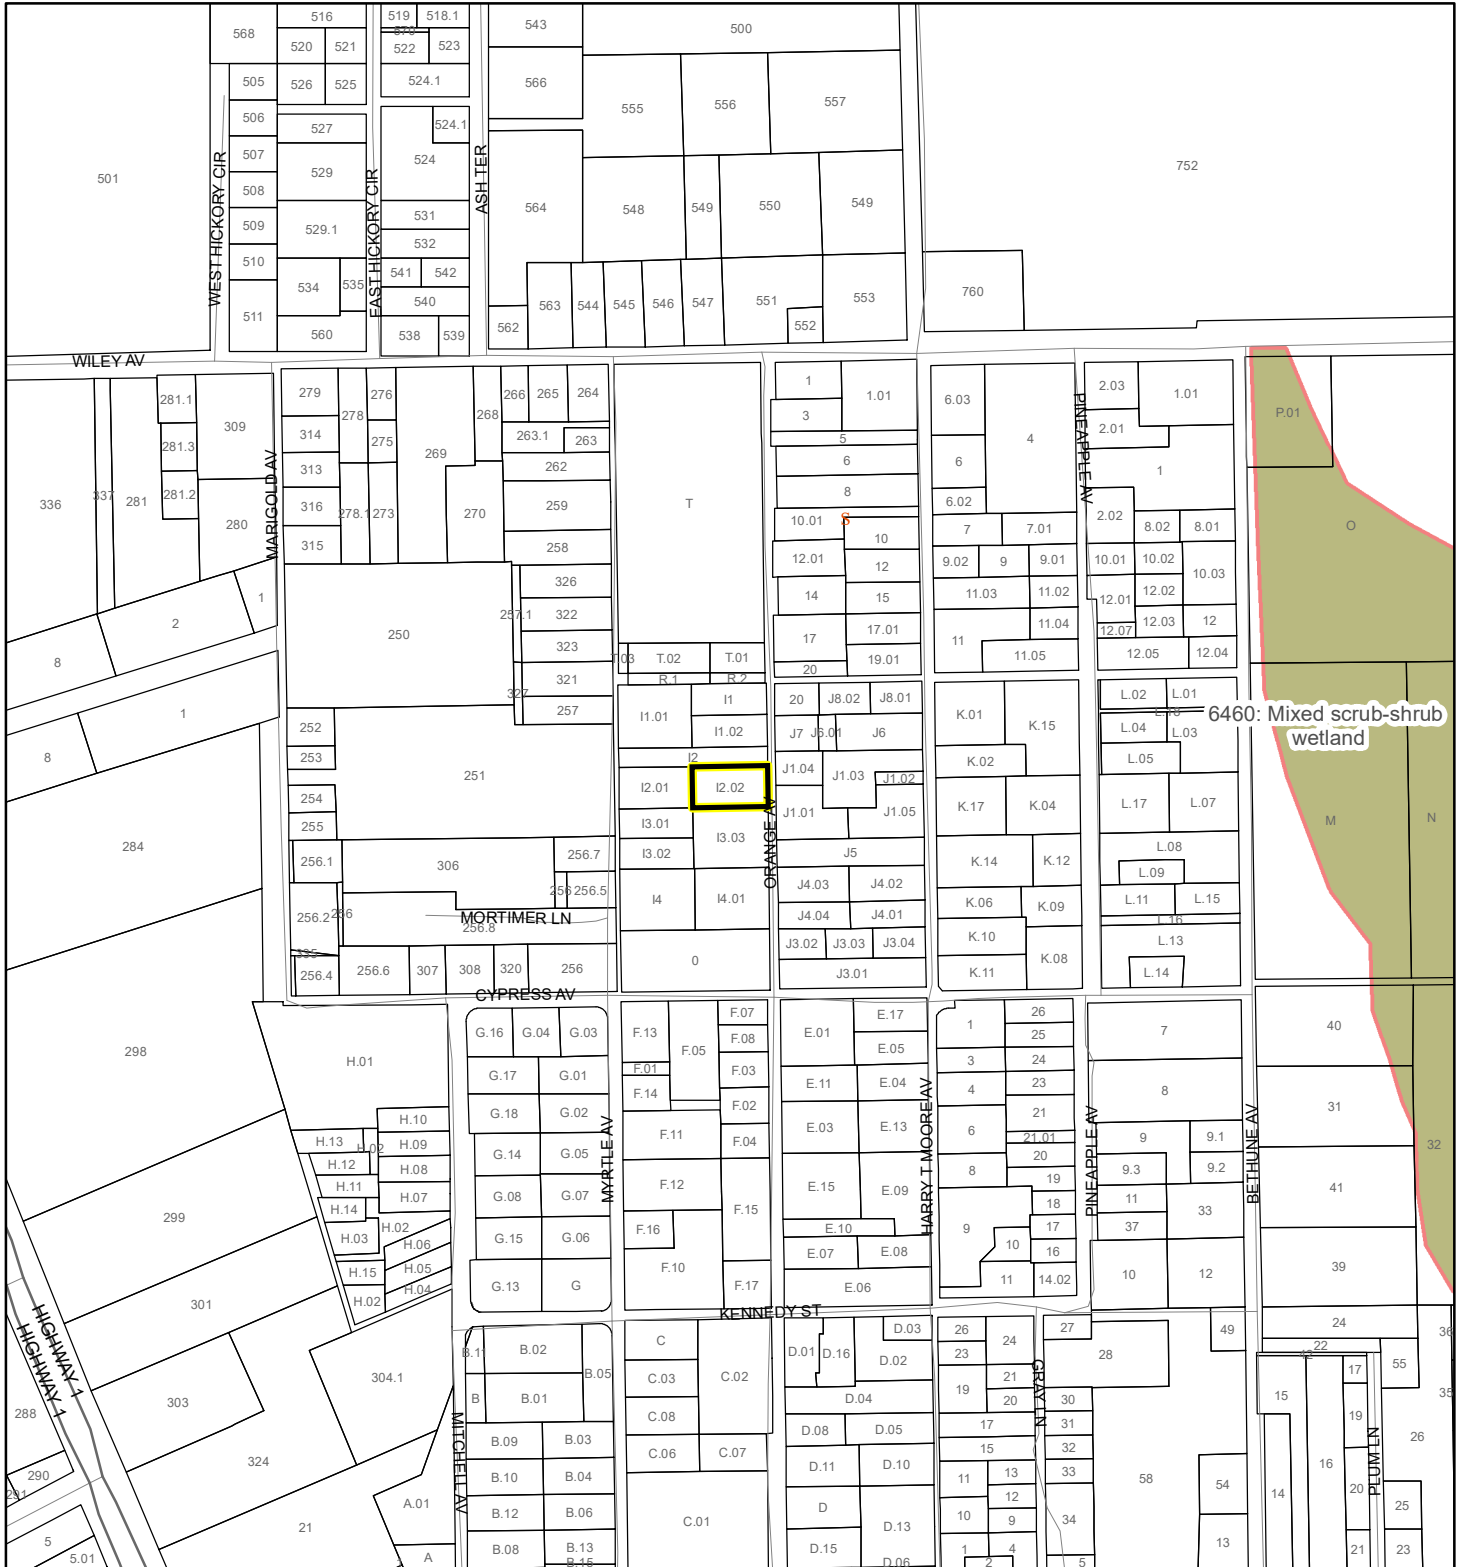 516
519
518.1
543
500
568
520
521
522
523
505
526
525
524.1
566
555
556
557
506
527
524.1
507
529
524
501
508
564
548
549
550
549
752
509
529.1
531
532
510
541
542
534
535
540
563
544
545
546
547
551
553
760
511
560
538
539
562
552
WEST HICKORY CIR
EAST HICKORY CIR
ASH TER
WILEY AV
281.1
309
279
278
276
269
268
266
265
264
1
1.01
6.03
4
2.03
1.01
P.01
314
275
263.1
263
3
2.01
281.3
5
313
262
6
6
1
336
337
281
281.2
280
316
278.1
273
270
259
T
8
6.02
2.02
O
315
258
10.01
S
10
7
7.01
8.02
8.01
MARIGOLD AV
PINEAPPLE AV
12.01
12
9.02
9
9.01
10.01
10.02
10.03
326
14
15
11.03
11.02
12.01
12.02
1
257.1
322
2
250
323
17
17.01
11
11.04
12.07
12.03
12
8
T.03
T.02
T.01
20
19.01
11.05
12.05
12.04
321
R.1
R.2
327
257
1
I1
20
J8.02
J8.01
L.02
L.01
252
I1.01
I1.02
J7
J6.01
J6
K.01
K.15
L.04
L.03
6460: Mixed scrub-shrub
wetland
8
253
251
I2
K.02
L.05
I2.01
I2.02
J1.04
J1.03
J1.02
254
255
I3.01
J1.01
J1.05
K.17
K.04
L.17
L.07
M
N
284
I3.03
ORANGE AV
256.1
306
256.7
I3.02
J5
K.14
K.12
L.08
L.09
256
256.5
I4
I4.01
J4.03
J4.02
K.06
K.09
L.11
L.15
256.2
256
MORTIMER LN
256.8
J4.04
J4.01
L.16
335
K.10
L.13
J3.02
J3.03
J3.04
256.4
256.6
307
308
320
256
0
J3.01
K.11
K.08
L.14
CYPRESS AV
298
H.01
G.16
G.04
G.03
F.13
F.05
F.07
F.08
E.01
E.17
E.05
1
26
25
7
40
F.01
F.03
3
24
G.17
G.01
F.14
E.11
E.04
4
23
8
31
H.10
G.18
G.02
F.02
21
H.13
H.02
H.09
F.11
F.04
E.03
E.13
6
21.01
9
9.1
32
H.12
H.08
G.14
G.05
20
9.3
9.2
H.11
H.07
G.08
G.07
F.12
F.15
E.15
E.09
8
19
11
33
41
H.14
18
299
H.03
H.02
G.15
G.06
F.16
E.10
9
17
37
H.06
E.07
E.08
10
16
H.15
H.05
G.13
G
F.10
F.17
E.06
11
14.02
10
12
39
301
H.02
H.04
MYRTLE AV
HARRY T MOORE AV
PINEAPPLE AV
BETHUNE AV
KENNEDY ST
HIGHWAY 1
HIGHWAY 1
B.02
C
D.01
D.16
D.03
26
24
27
49
24
36
B.05
D.02
23
28
22
42
304.1
C.03
C.02
21
17
55
303
B
B.01
D.04
19
20
30
15
35
288
C.08
D.08
D.05
17
31
19
26
324
B.09
B.03
C.06
C.07
15
32
290
B.10
B.04
D.11
D.10
11
13
33
58
54
16
20
12
14
25
A.01
B.12
B.06
C.01
D
D.13
10
9
34
5
21
D.15
1
4
13
21
23
5.01
A
B.08
B.13
B.15
D.06
2
5
MITCHELL AV
GRAY LN
PLUM LN